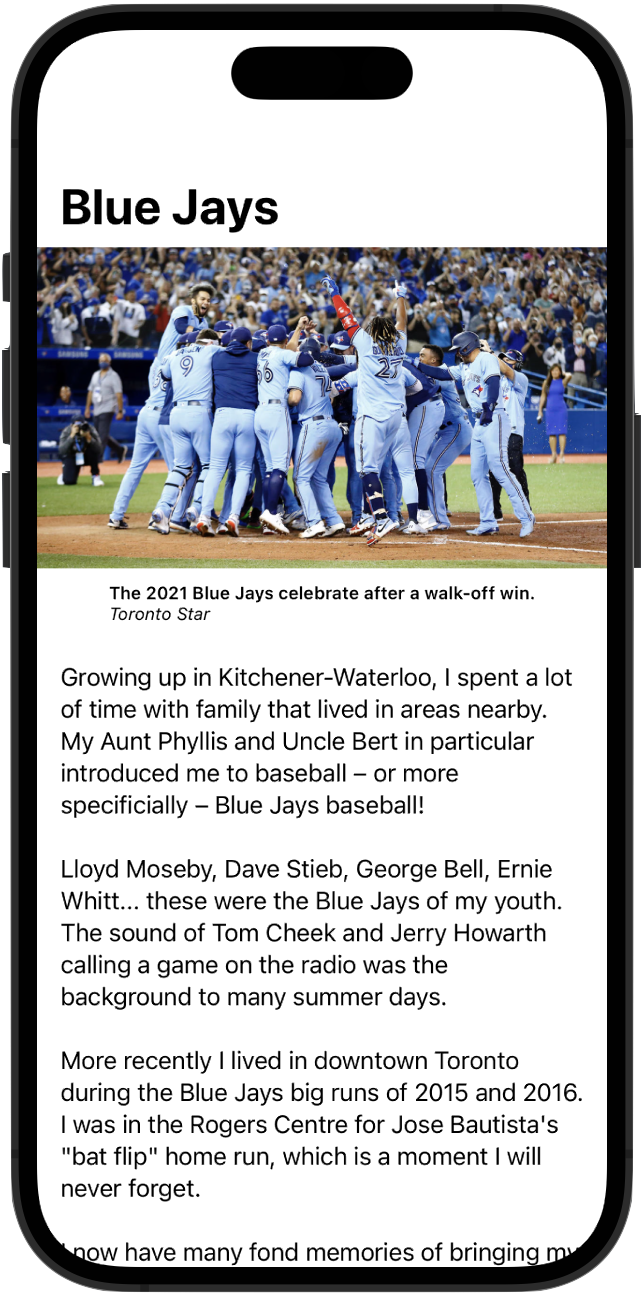 Blue Jays
SAMSUNG
SAMSUNG
9
27
The 2021 Blue Jays celebrate after a walk-off win.
Toronto Star
Growing up in Kitchener-Waterloo, I spent a lot
of time with family that lived in areas nearby.
My Aunt Phyllis and Uncle Bert in particular
introduced me to baseball – or more
specificially – Blue Jays baseball!
Lloyd Moseby, Dave Stieb, George Bell, Ernie
Whitt... these were the Blue Jays of my youth.
The sound of Tom Cheek and Jerry Howarth
calling a game on the radio was the
background to many summer days.
More recently I lived in downtown Toronto
during the Blue Jays big runs of 2015 and 2016.
I was in the Rogers Centre for Jose Bautista's
"bat flip" home run, which is a moment I will
never forget.
I now have many fond memories of bringing my